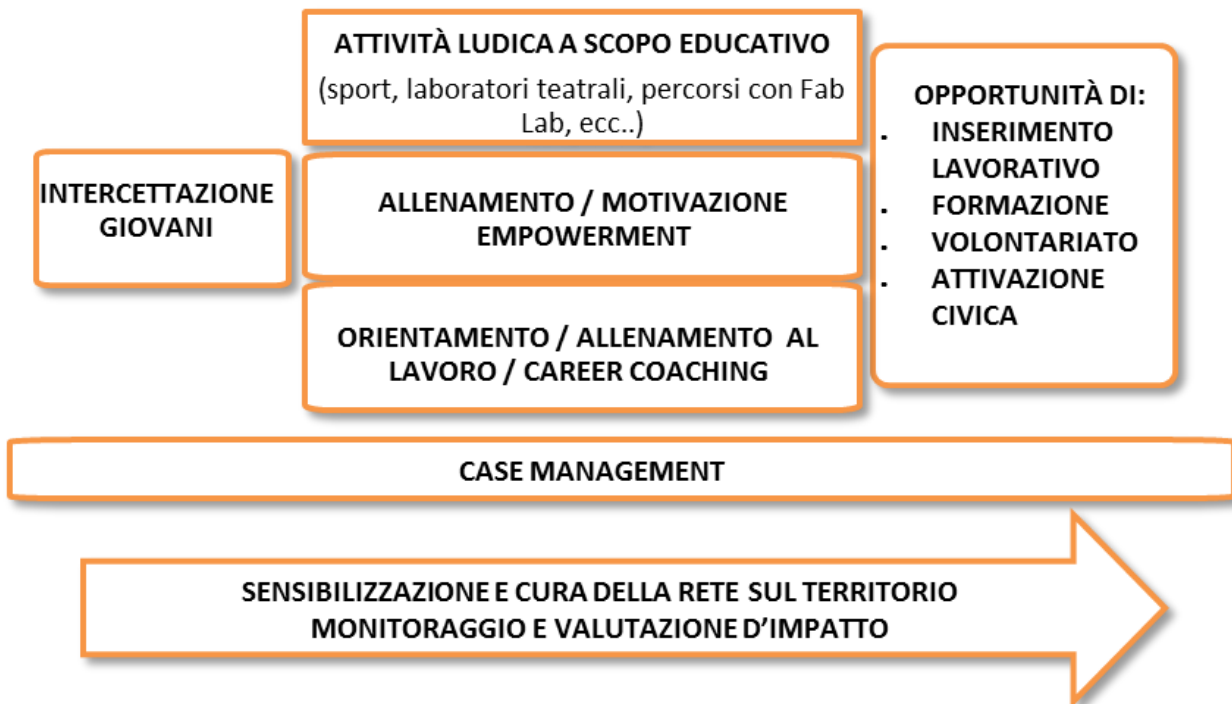 INTERCETTAZIONE
GIOVANI
ATTIVITÀ LUDICA A SCOPO EDUCATIVO
(sport, laboratori teatrali, percorsi con Fab
Lab, ecc..)
ALLENAMENTO / MOTIVAZIONE
EMPOWERMENT
ORIENTAMENTO / ALLENAMENTO AL
LAVORO / CAREER COACHING
OPPORTUNITÀ DI:
. INSERIMENTO
LAVORATIVO
. FORMAZIONE
. VOLONTARIATO
. ATTIVAZIONE
CIVICA
CASE MANAGEMENT
SENSIBILIZZAZIONE E CURA DELLA RETE SUL TERRITORIO
MONITORAGGIO E VALUTAZIONE D’IMPATTO